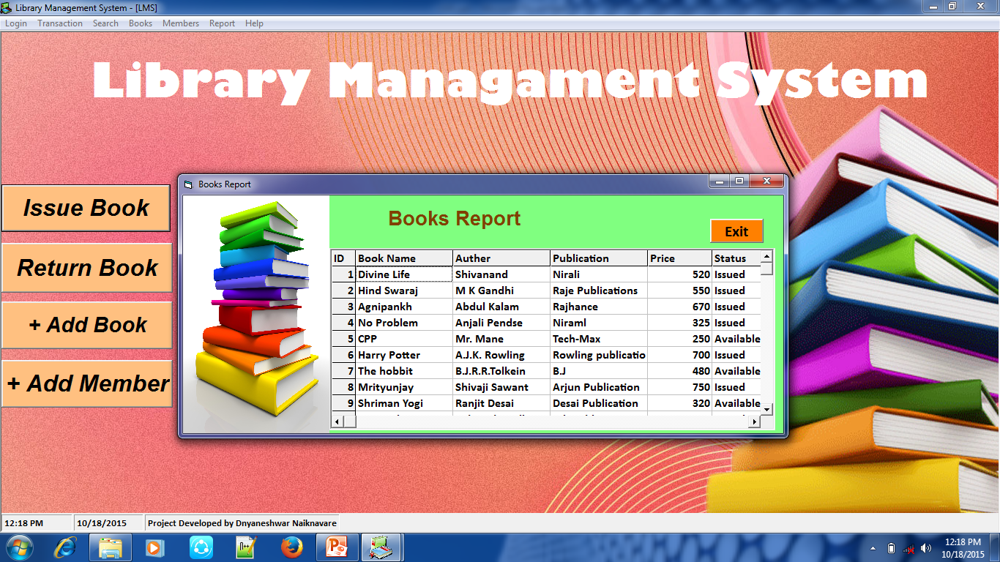 Library Management System - [LMS]
Login Transaction Search Books Members Report Help
Library Managament System
Issue Book
Return Book
+ Add Book
+ Add Member
Books Report
Books Report
Exit
ID Book Name Auther Publication Price Status
1 Divine Life Shivanand Nirali 520 Issued
2 Hind Swaraj M K Gandhi Raje Publications 550 Issued
3 Agnipankh Abdul Kalam Rajhance 670 Issued
4 No Problem Anjali Pendse Niraml 325 Issued
5 CPP Mr. Mane Tech-Max 250 Available
6 Harry Potter A.J.K. Rowling Rowling publicatio 700 Issued
7 The hobbit B.J.R.R.Tolkein B.J 480 Available
8 Mrityunjay Shivaji Sawant Arjun Publication 750 Issued
9 Shriman Yogi Ranjit Desai Desai Publication 320 Available
12:18 PM 10/18/2015 Project Developed by Dnyaneshwar Naiknavare
12:18 PM
10/18/2015